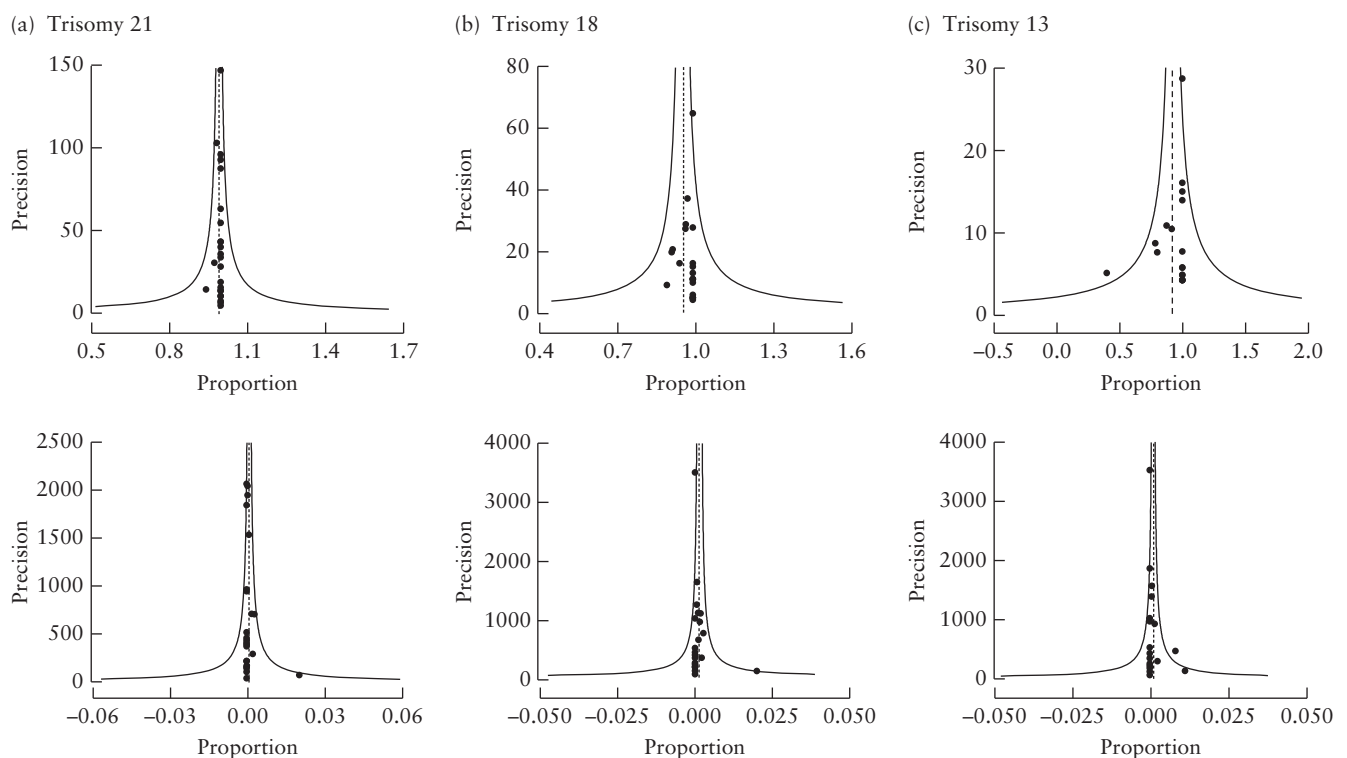 (a) Trisomy 21
(b) Trisomy 18
(c) Trisomy 13
150
100
50
0
Precision
0.5 0.8 1.1 1.4 1.7
Proportion
80
60
40
20
0
Precision
0.4 0.7 1.0 1.3 1.6
Proportion
30
20
10
0
Precision
–0.5 0.0 0.5 1.0 1.5 2.0
Proportion
2500
2000
1500
1000
500
0
Precision
–0.06 –0.03 0.00 0.03 0.06
Proportion
4000
3000
2000
1000
0
Precision
–0.050 –0.025 0.000 0.025 0.050
Proportion
4000
3000
2000
1000
0
Precision
–0.050 –0.025 0.000 0.025 0.050
Proportion